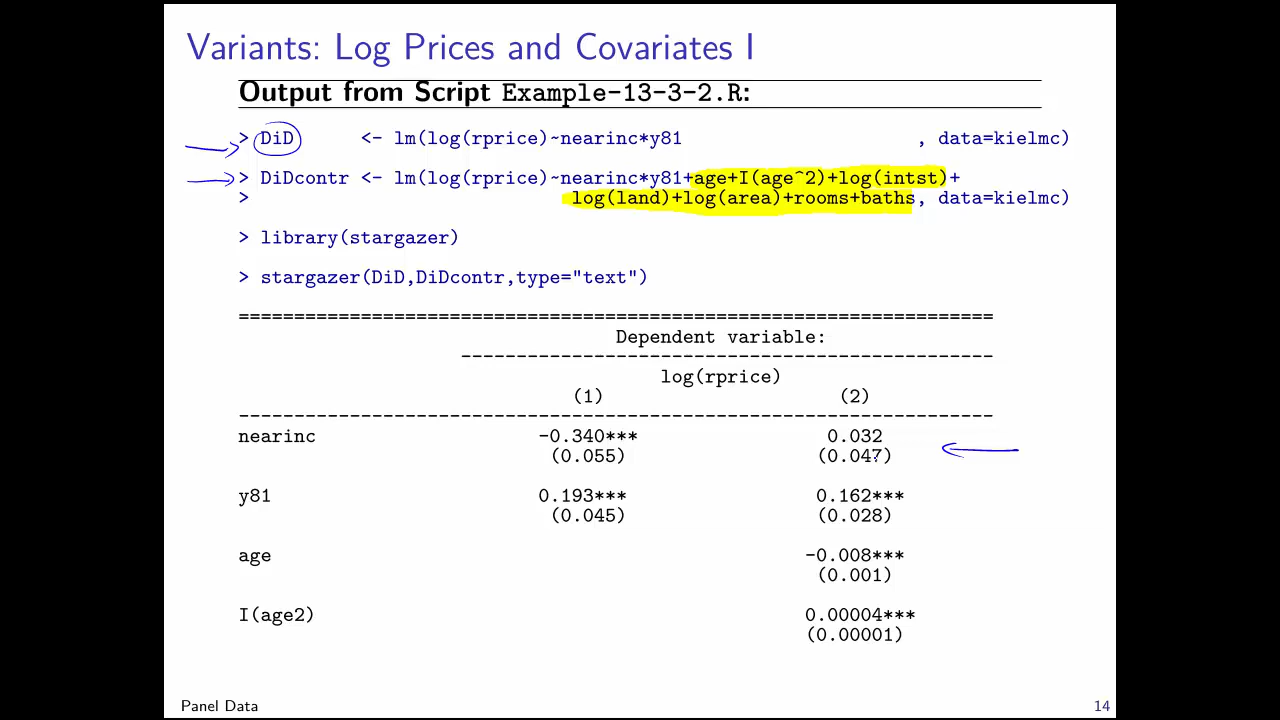 Variants: Log Prices and Covariates I
Output from Script Example-13-3-2.R:
> DiD <- lm(log(rprice)~nearinc*y81 , data=kielmc)
> DiDcontr <- lm(log(rprice)~nearinc*y81+age+I(age^2)+log(intst)+
> log(land)+log(area)+rooms+baths, data=kielmc)
> library(stargazer)
> stargazer(DiD,DiDcontr,type="text")
=================================================================
Dependent variable:
------------------------------------------------
log(rprice)
(1) (2)
-----------------------------------------------------------------
nearinc -0.340*** 0.032
(0.055) (0.047)
y81 0.193*** 0.162***
(0.045) (0.028)
age -0.008***
(0.001)
I(age2) 0.00004***
(0.00001)
Panel Data 14